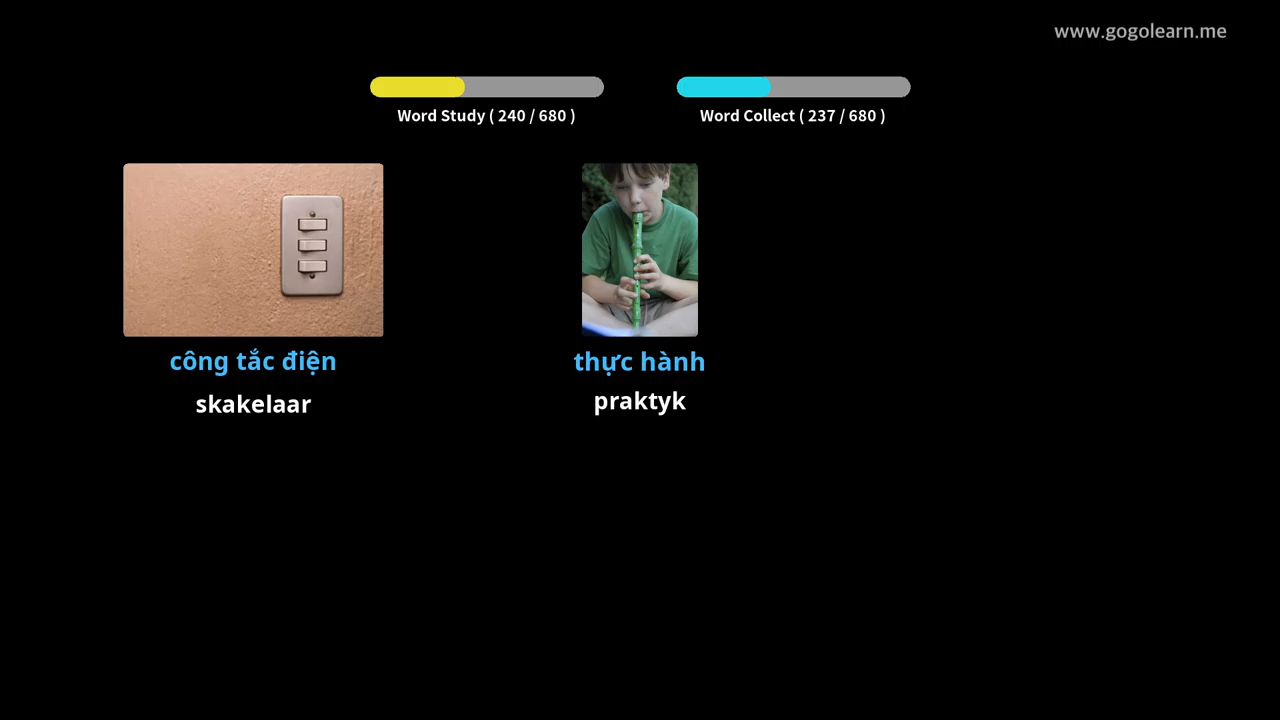 www.gogolearn.me
Word Study ( 240 / 680 )
Word Collect ( 237 / 680 )
công tắc điện
skakelaar
thực hành
praktyk